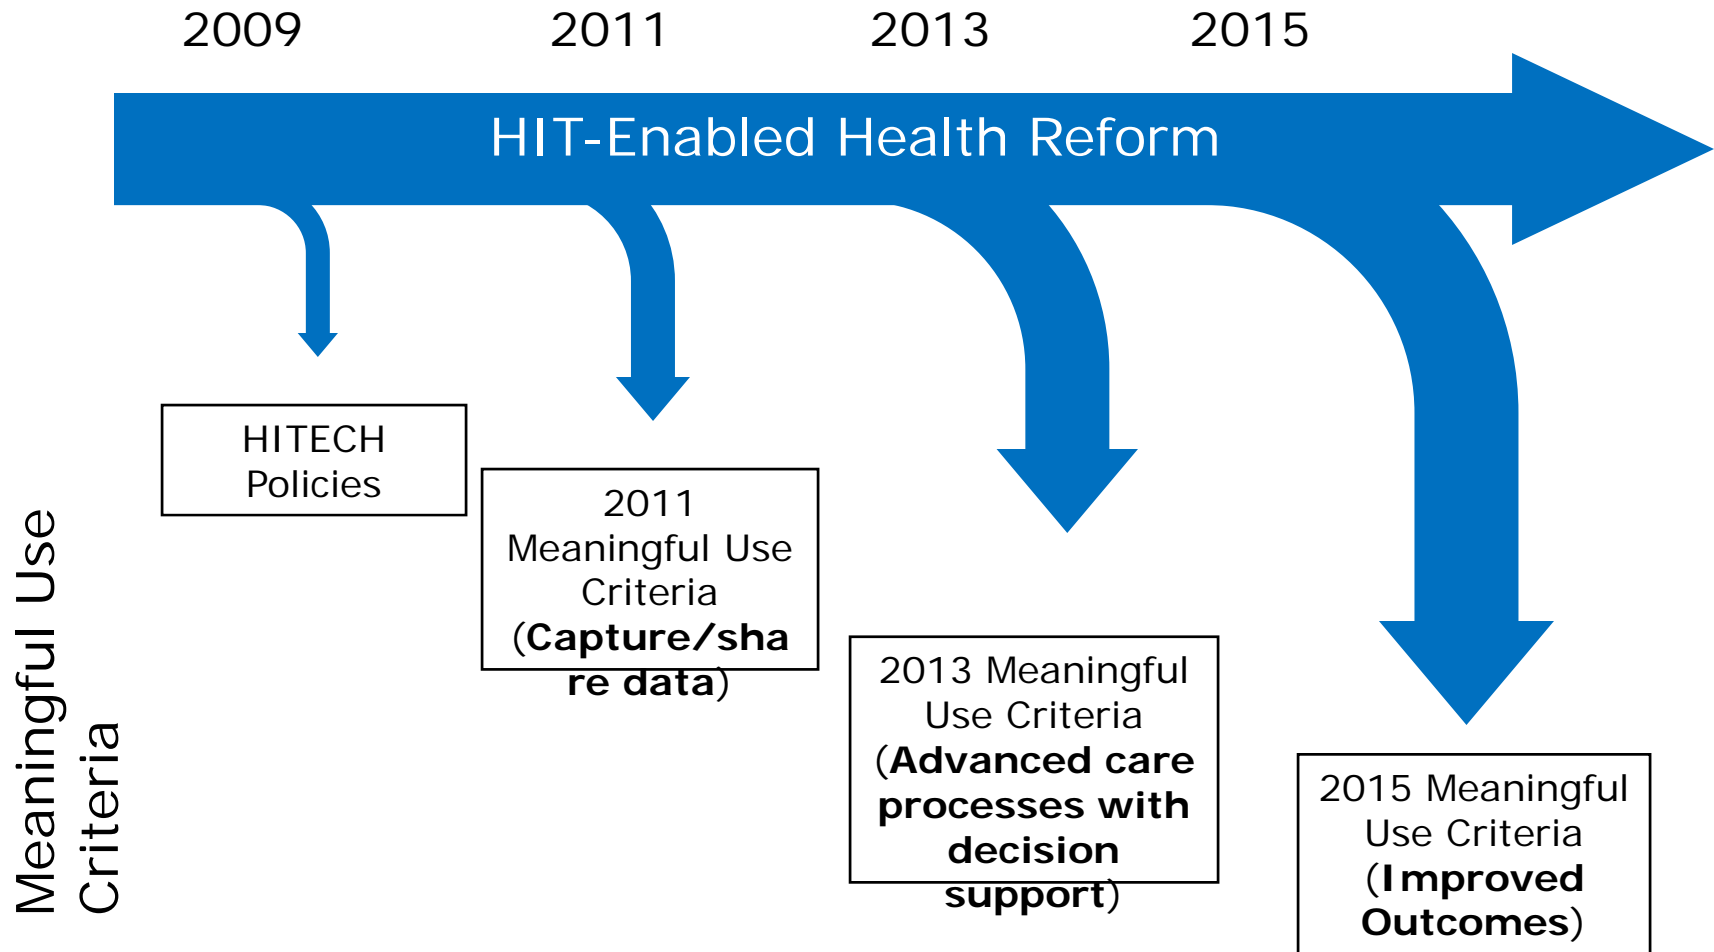 2009 2011 2013 2015
HIT-Enabled Health Reform
HITECH
Policies
2011
Meaningful Use
Criteria
(Capture/sha
re data)
2013 Meaningful
Use Criteria
(Advanced care
processes with
decision
support)
2015 Meaningful
Use Criteria
(Improved
Outcomes)
Meaningful Use
Criteria